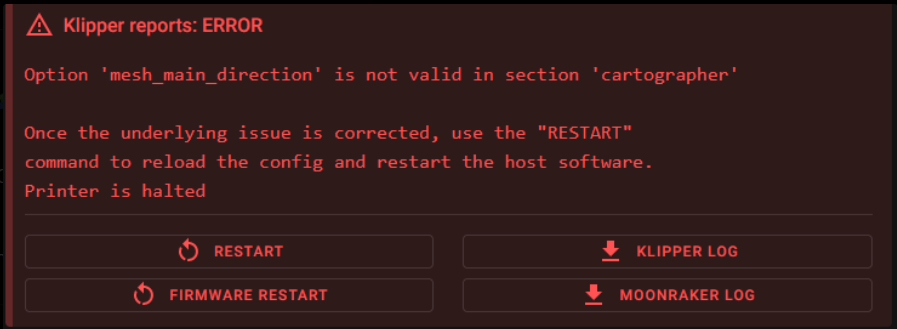 Klipper reports: ERROR
Option 'mesh_main_direction' is not valid in section 'cartographer'
Once the underlying issue is corrected, use the "RESTART"
command to reload the config and restart the host software.
Printer is halted
RESTART
KLIPPER LOG
FIRMWARE RESTART
MOONRAKER LOG